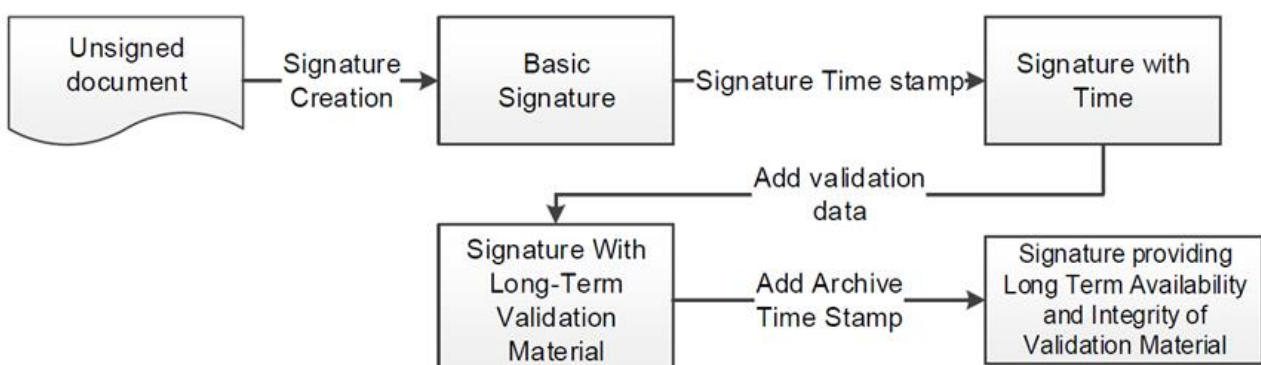 Unsigned
document
Signature
Creation
Basic
Signature
Signature Time stamp
Signature with
Time
Add validation
data
Signature With
Long-Term
Validation
Material
Add Archive
Time Stamp
Signature providing
Long Term Availability
and Integrity of
Validation Material